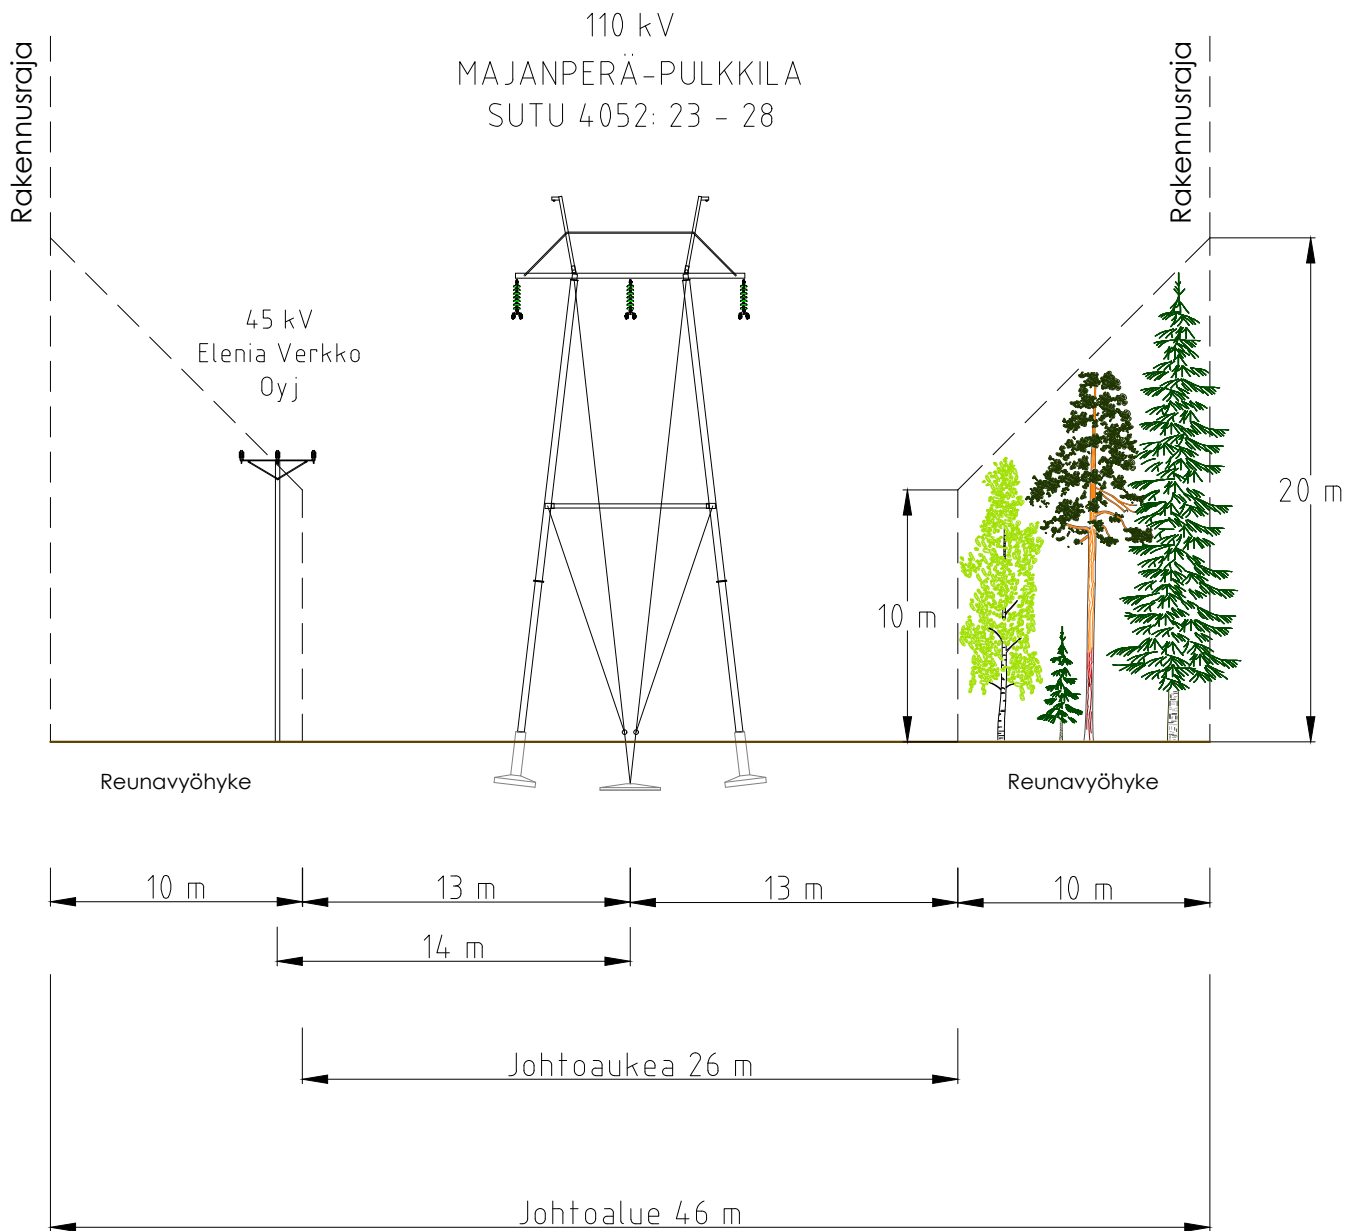 110 kV
MAJANPERÄ-PULKKILA
SUTU 4052: 23 - 28
Rakennusraja
Rakennusraja
45 kV
Elenia Verkko
Oyj
20 m
10 m
Reunavyöhyke
Reunavyöhyke
10 m
13 m
13 m
10 m
14 m
Johtoaukea 26 m
Johtoalue 46 m